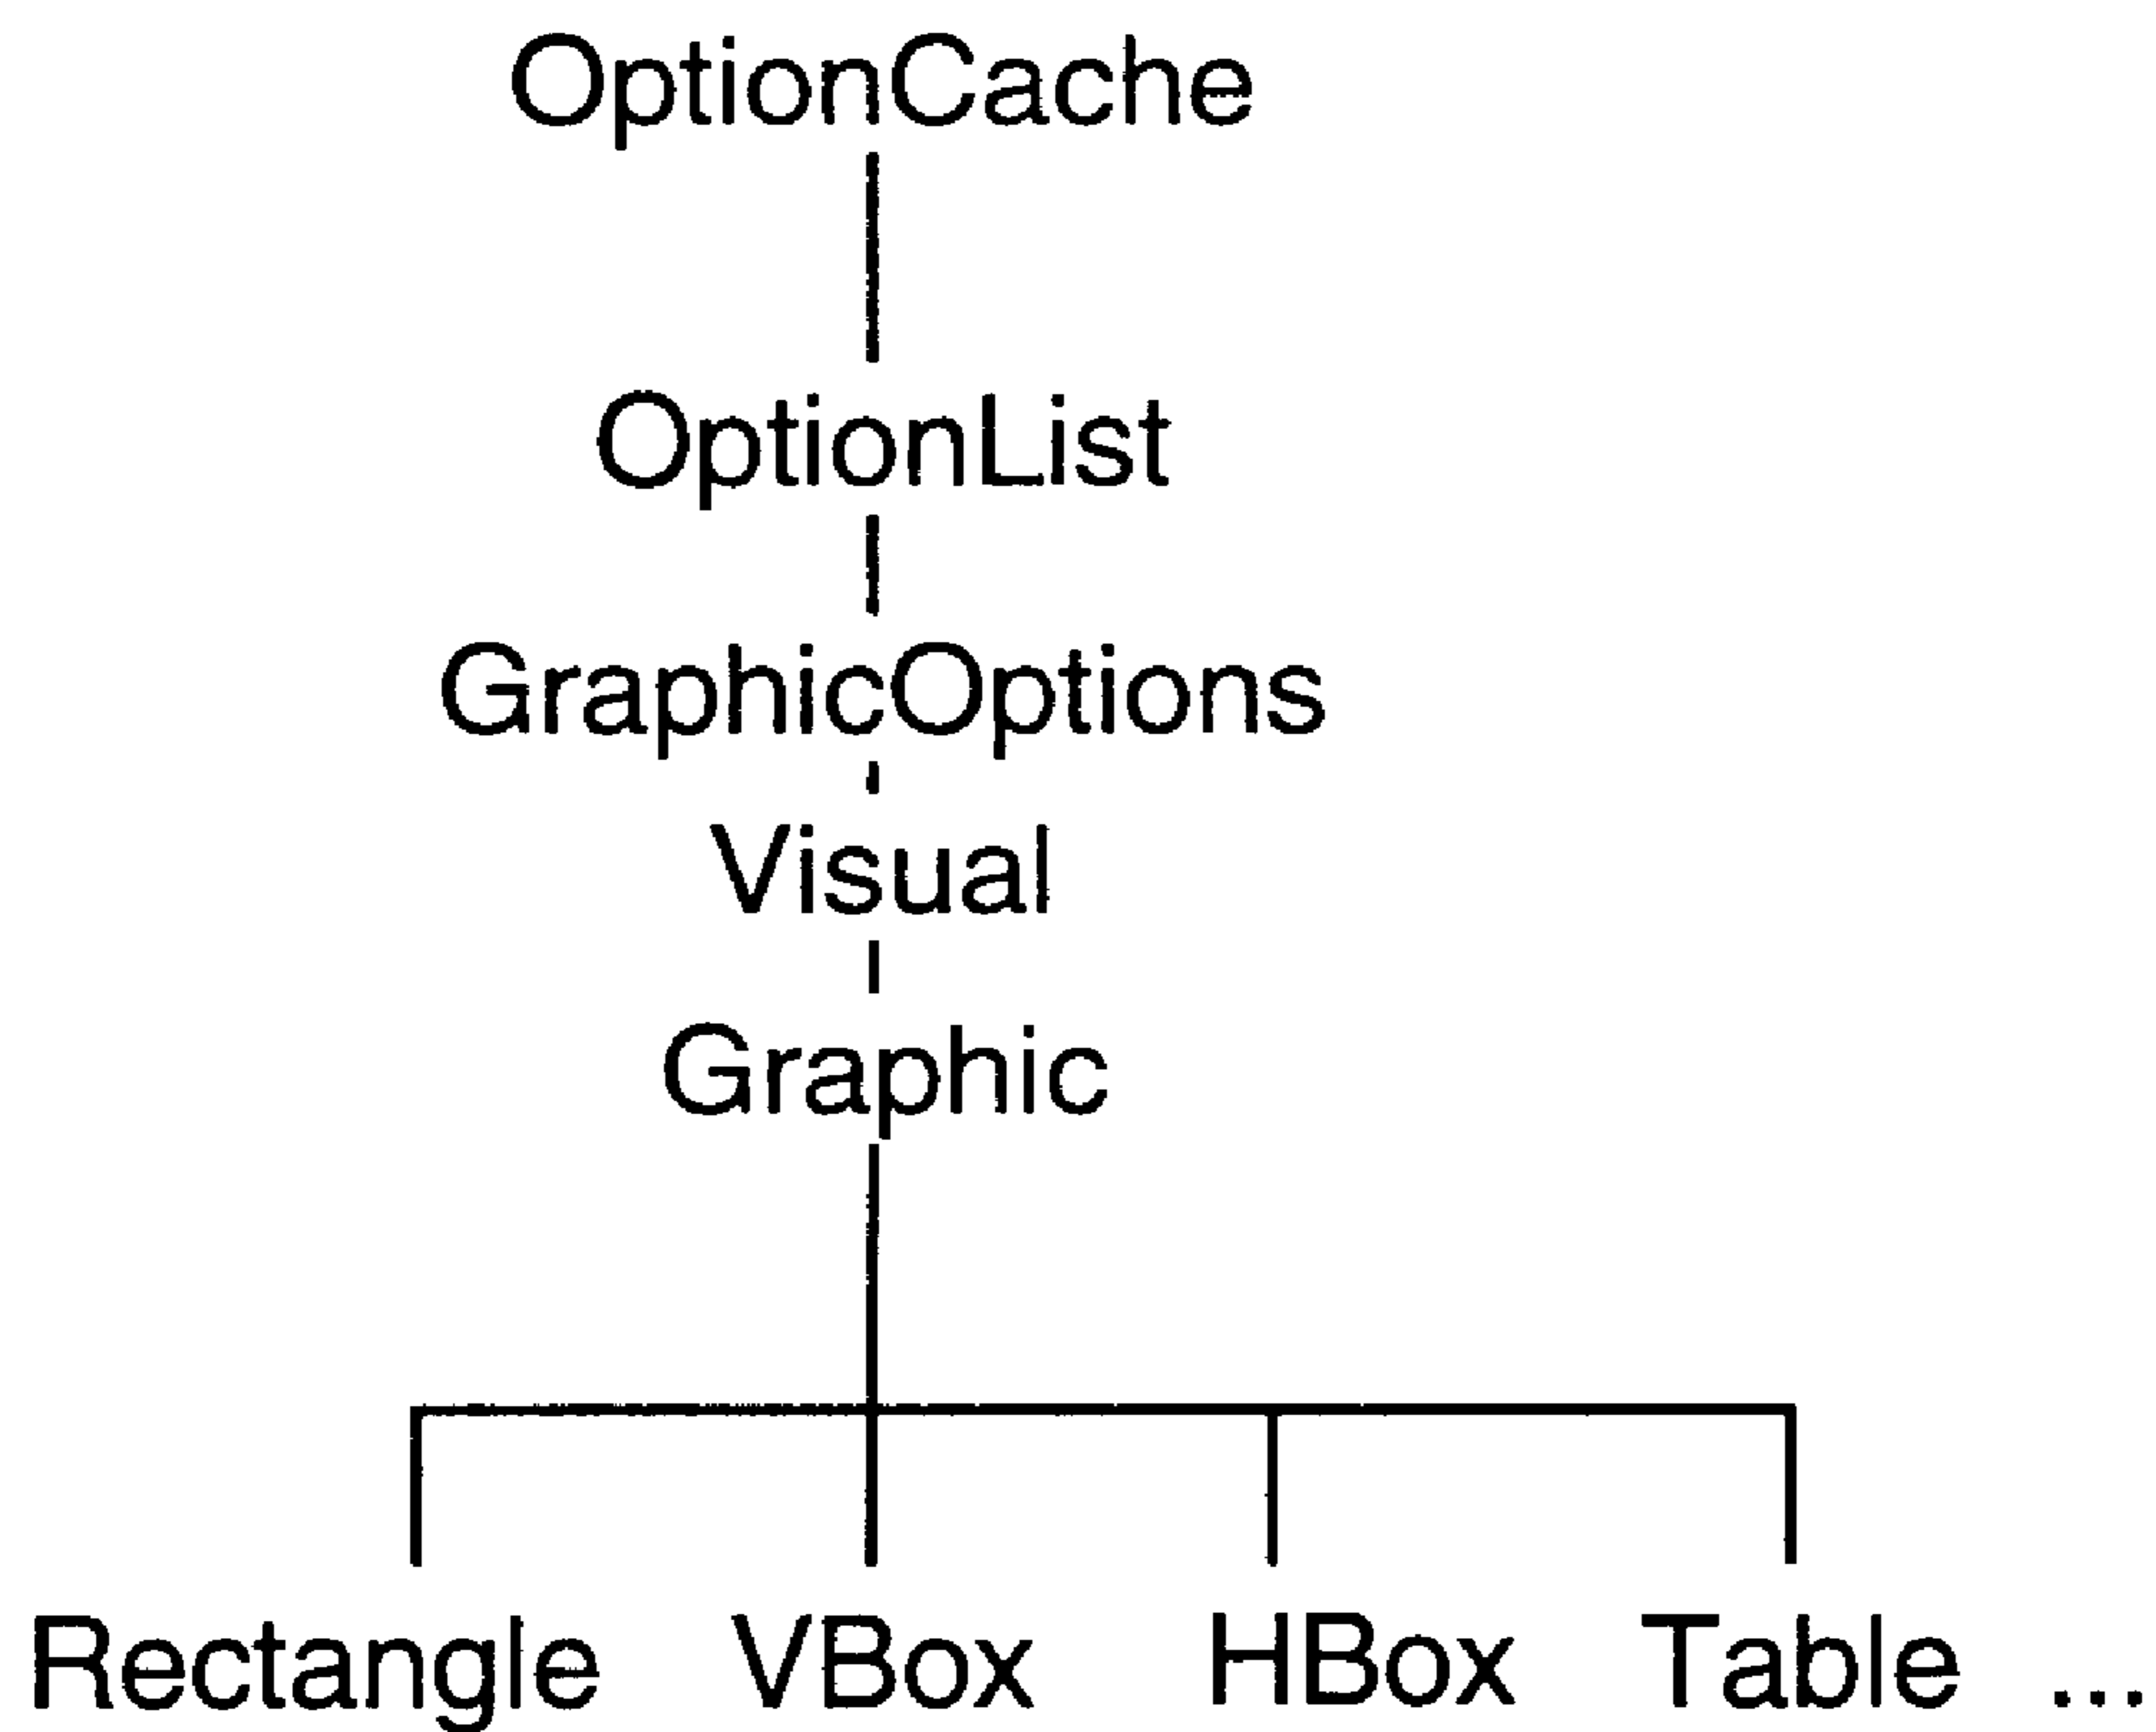 OptionCache
OptionList
GraphicOptions
Visual
Graphic
Rectangle VBox HBox Table ...